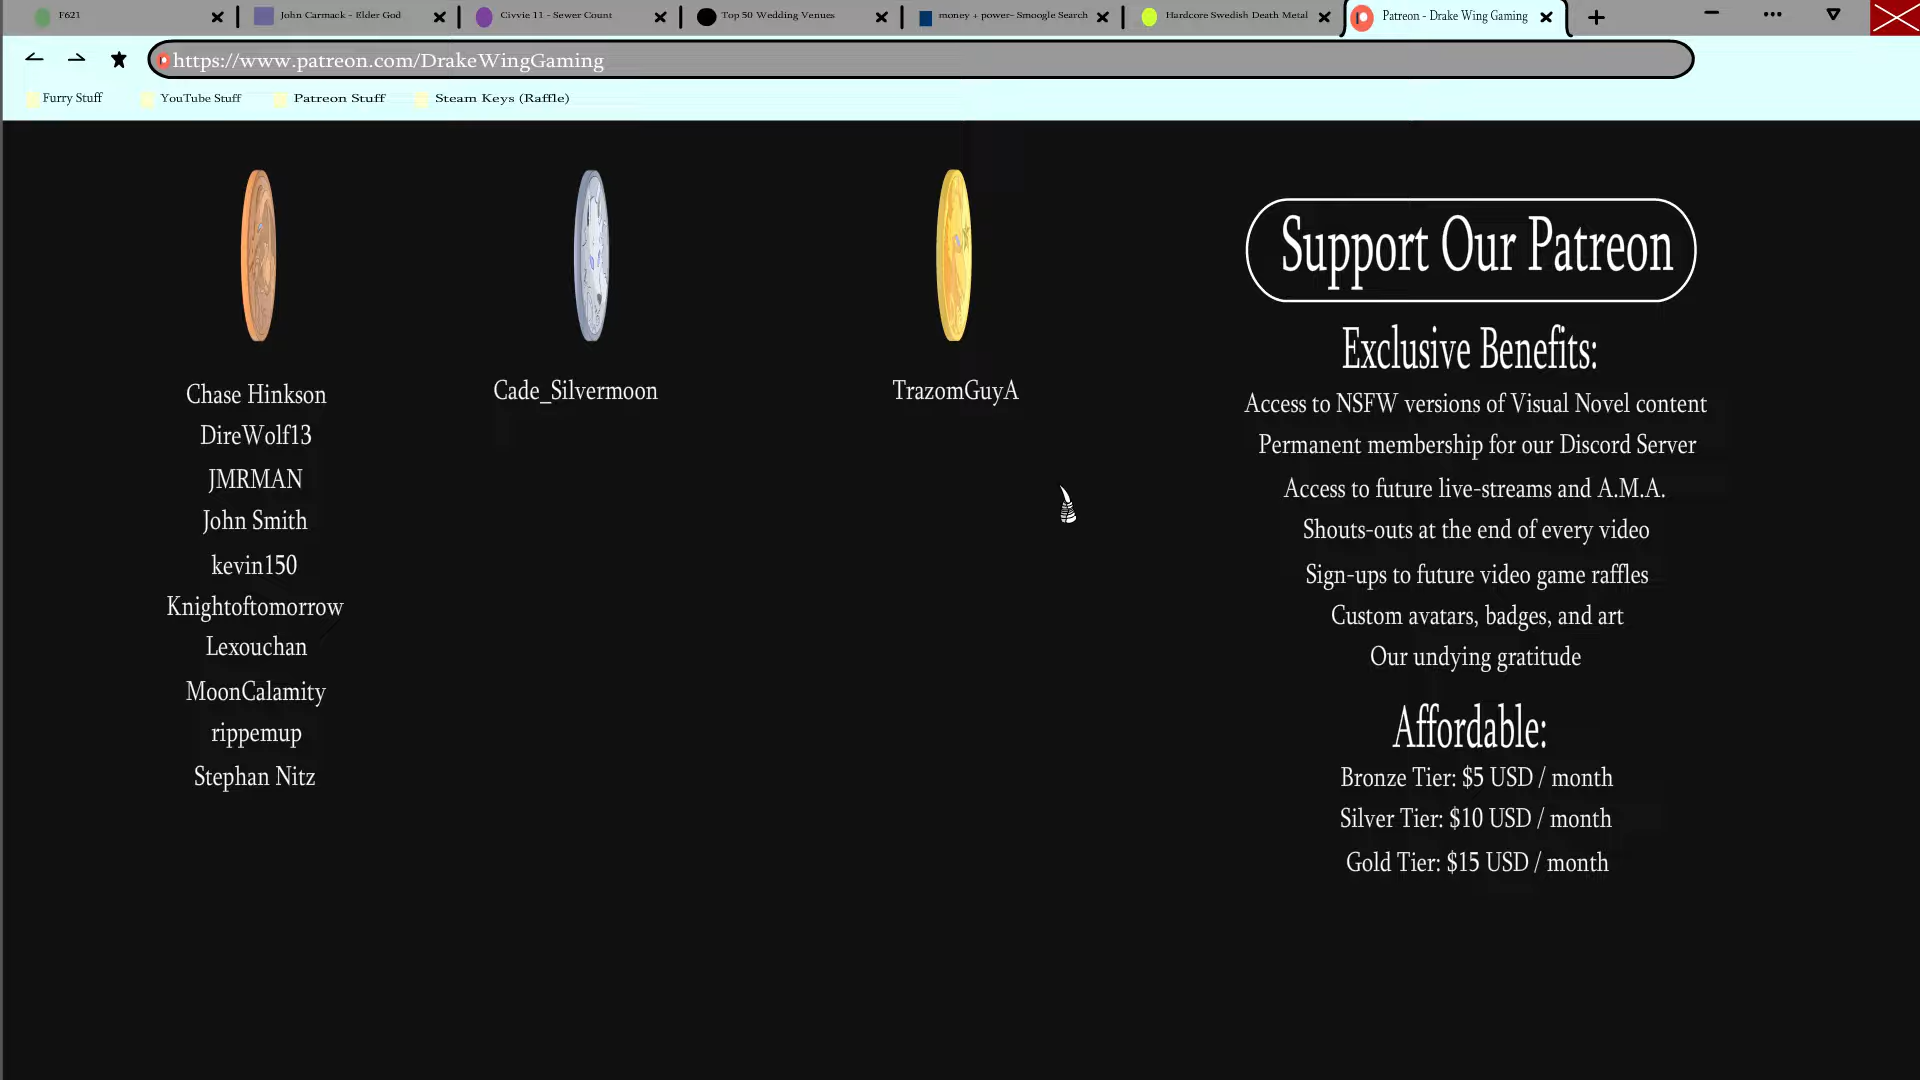 F621
John Carmack - Elder God
Civvie 11 - Sewer Count
Top 50 Wedding Venues
money + power- Smoogle Search
Hardcore Swedish Death Metal
Patreon - Drake Wing Gaming
https://www.patreon.com/DrakeWingGaming
Furry Stuff
YouTube Stuff
Patreon Stuff
Steam Keys (Raffle)
Chase Hinkson
DireWolf13
JMRMAN
John Smith
kevin150
Knightoftomorrow
Lexouchan
MoonCalamity
rippemup
Stephan Nitz
Cade_Silvermoon
TrazomGuyA
Support Our Patreon
Exclusive Benefits:
Access to NSFW versions of Visual Novel content
Permanent membership for our Discord Server
Access to future live-streams and A.M.A.
Shouts-outs at the end of every video
Sign-ups to future video game raffles
Custom avatars, badges, and art
Our undying gratitude
Affordable:
Bronze Tier: $5 USD / month
Silver Tier: $10 USD / month
Gold Tier: $15 USD / month